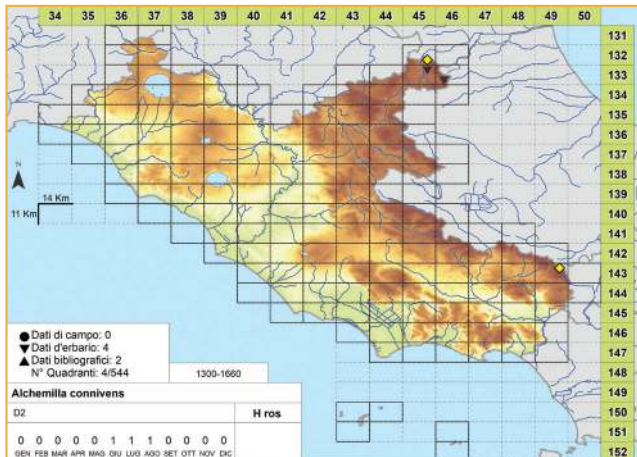 34 35 36 37 38 39 40 41 42 43 44 45 46 47 48 49 50
131
132
133
134
135
136
137
138
139
140
141
142
143
144
145
146
147
148
149
150
151
152
N
14 Km
11 Km
Dati di campo: 0
Dati d'erbario: 4
Dati bibliografici: 2
N° Quadranti: 4/544
1300-1660
Alchemilla connivens
D2
H ros
0 0 0 0 0 1 1 1 0 0 0 0
GEN FEB MAR APR MAG GIU LUG AGO SET OTT NOV DIC